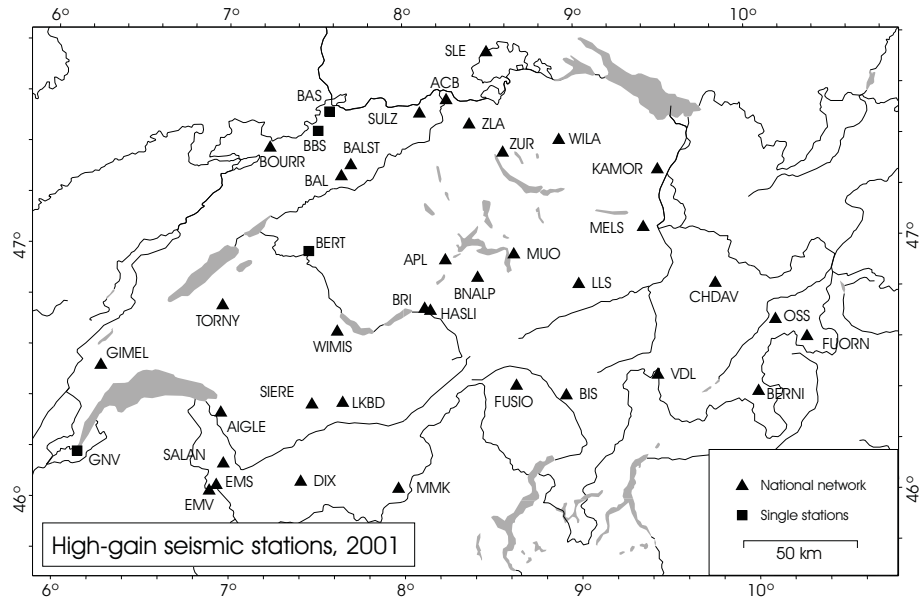 6° 7° 8° 9° 10°
SLE
ACB
BAS
SULZ
ZLA
BBS
ZUR
WILA
BALST
BOURR
KAMOR
BAL
MELS
47°
47°
BERT
MUO
APL
BNALP
LLS
CHDAV
BRI
HASLI
OSS
TORNY
WIMIS
FUORN
GIMEL
VDL
SIERE
LKBD
FUSIO
BIS
BERNI
AIGLE
GNV
SALAN
EMS
DIX
MMK
EMV
46°
46°
National network
Single stations
50 km
High-gain seismic stations, 2001
6° 7° 8° 9° 10°